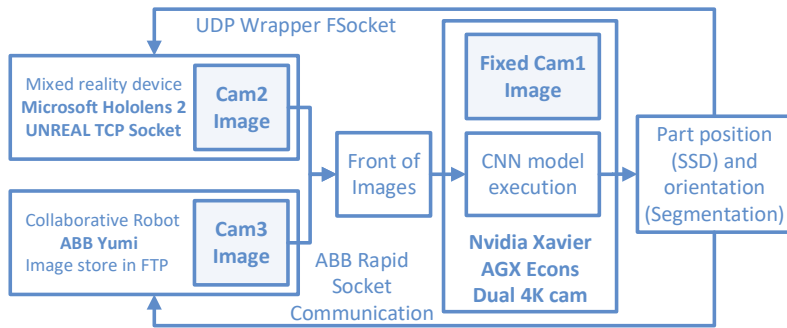 UDP Wrapper FSocket
Mixed reality device
Microsoft Hololens 2
UNREAL TCP Socket
Cam2
Image
Fixed Cam1
Image
Front of
Images
CNN model
execution
Part position
(SSD) and
orientation
(Segmentation)
Collaborative Robot
ABB Yumi
Image store in FTP
Cam3
Image
ABB Rapid
Socket
Communication
Nvidia Xavier
AGX Econs
Dual 4K cam